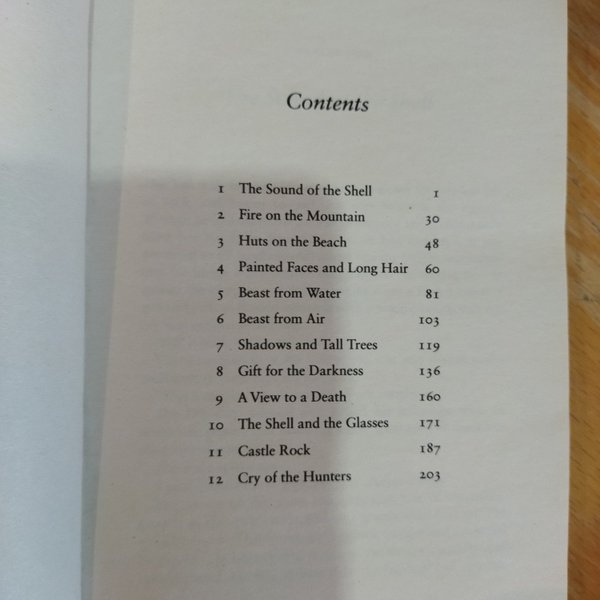 Contents
1 The Sound of the Shell 1
2 Fire on the Mountain 30
3 Huts on the Beach 48
4 Painted Faces and Long Hair 60
5 Beast from Water 81
6 Beast from Air 103
7 Shadows and Tall Trees 119
8 Gift for the Darkness 136
9 A View to a Death 160
10 The Shell and the Glasses 171
11 Castle Rock 187
12 Cry of the Hunters 203